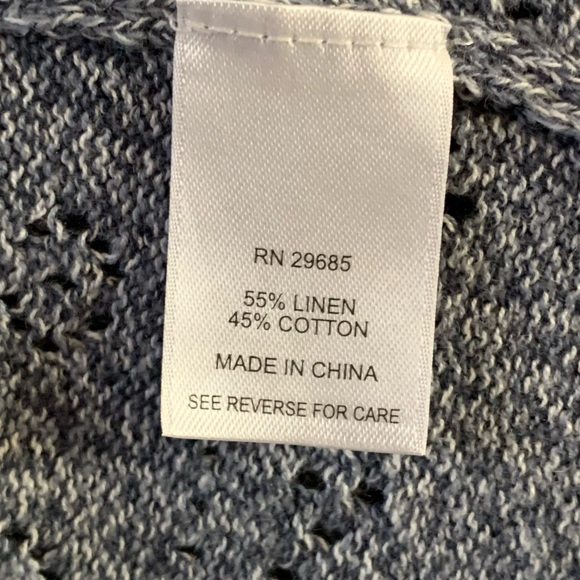 RN 29685
55% LINEN
45% COTTON
MADE IN CHINA
SEE REVERSE FOR CARE